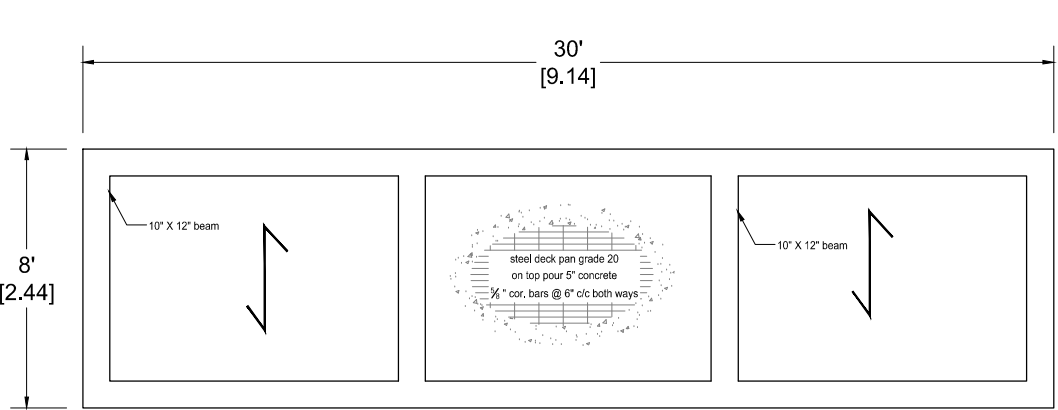 30'
[9.14]
8'
[2.44]
10" X 12" beam
steel deck pan grade 20
on top pour 5" concrete
⅝ " cor, bars @ 6" c/c both ways
10" X 12" beam